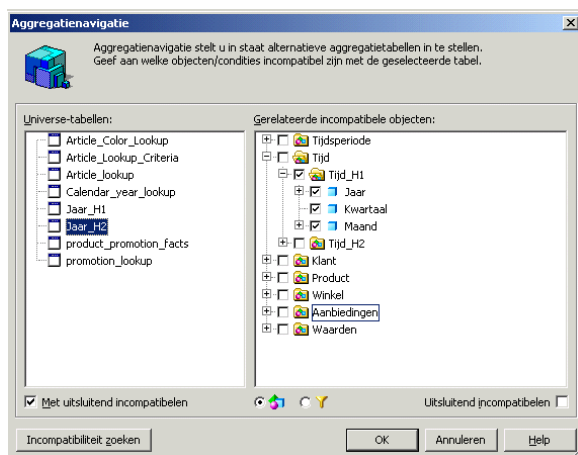 Aggregatienavigatie
Aggregatienavigatie stelt u in staat alternatieve aggregatietabellen in te stellen.
Geef aan welke objecten/condities incompatibel zijn met de geselecteerde tabel.
Universe-tabellen:
Article_Color_Lookup
Article_Lookup_Criteria
Article_lookup
Calendar_year_lookup
Jaar_H1
Jaar_H2
product_promotion_facts
promotion_lookup
Gerelateerde incompatibele objecten:
Tijdsperiode
Tijd
Tijd_H1
Jaar
Kwartaal
Maand
Tijd_H2
Klant
Product
Winkel
Aanbiedingen
Waarden
Met uitsluitend incompatibelen
Uitsluitend incompatibelen
Incompatibiliteit zoeken
OK
Annuleren
Help